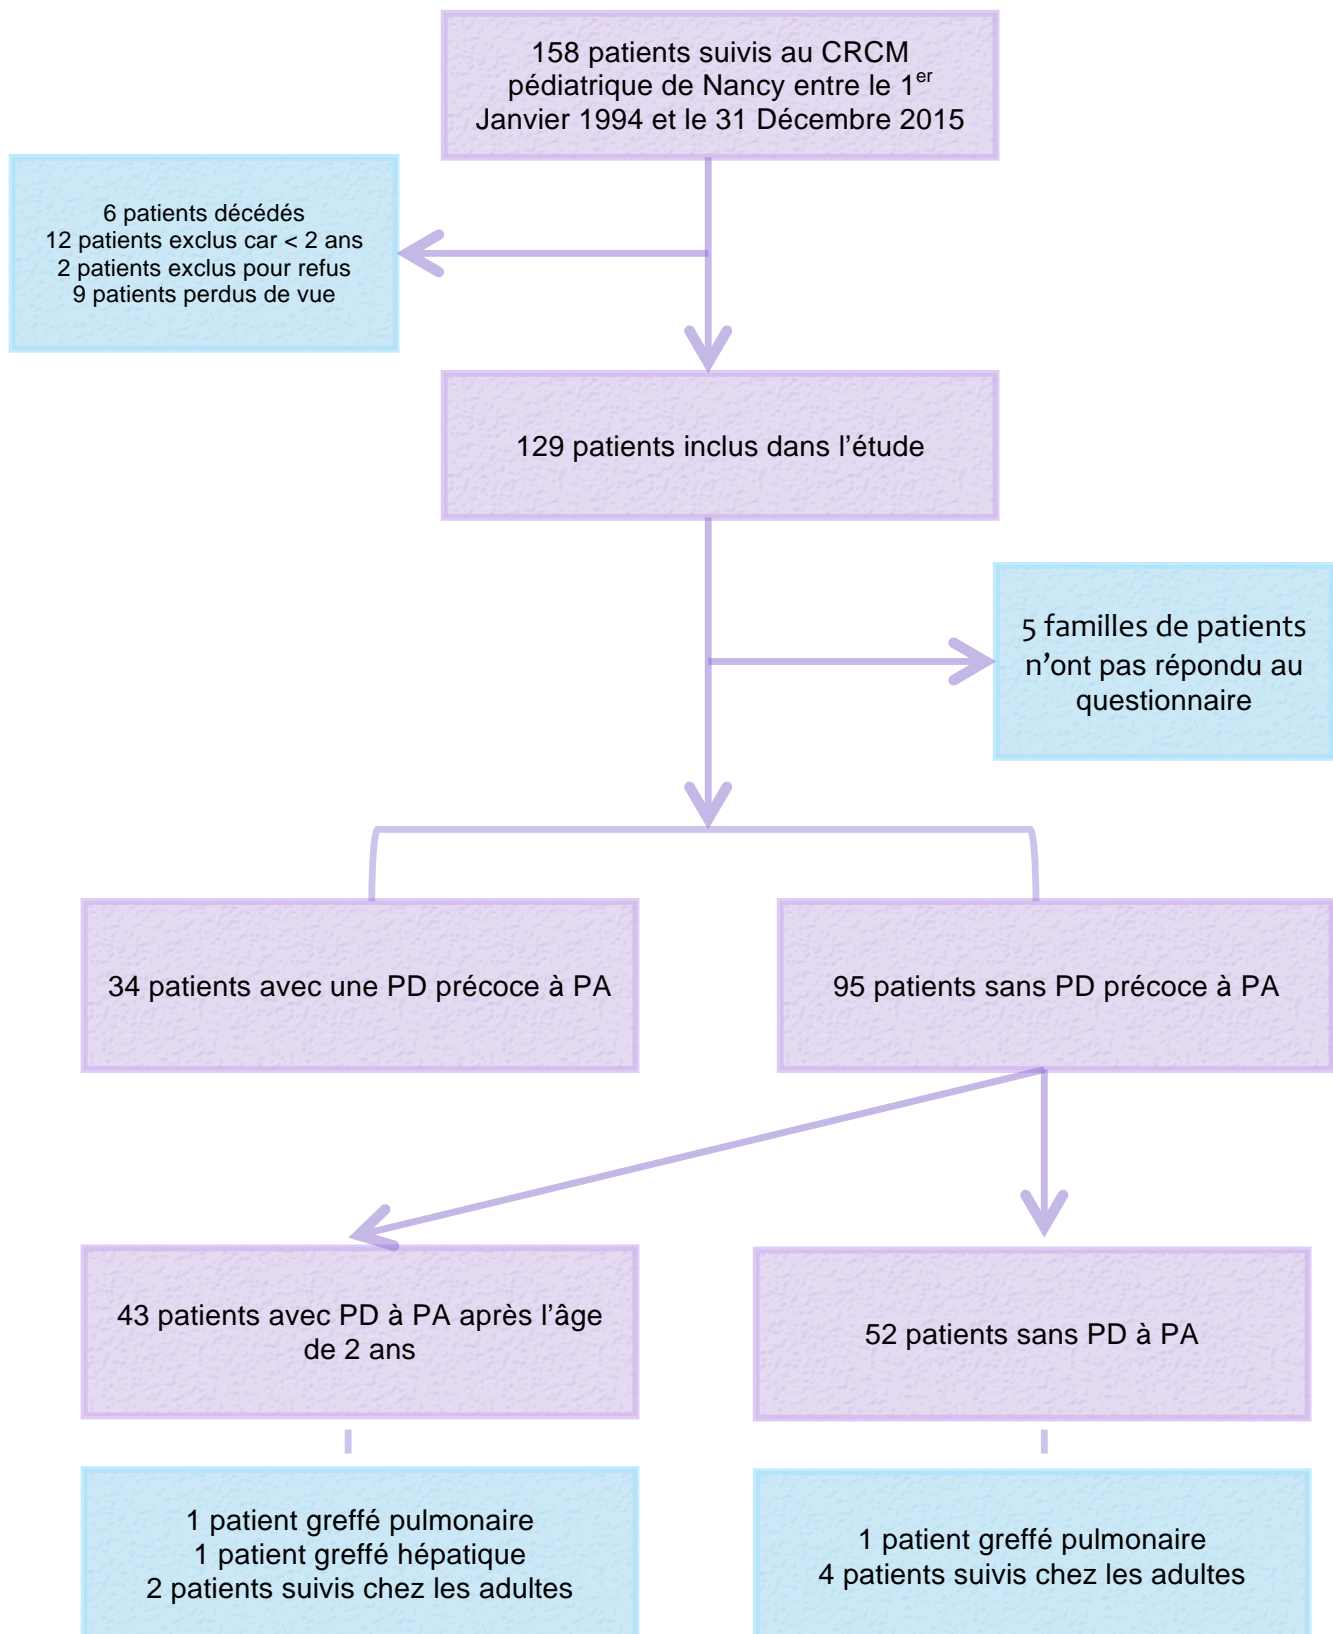 158 patients suivis au CRCM
pédiatrique de Nancy entre le 1er
Janvier 1994 et le 31 Décembre 2015
6 patients décédés
12 patients exclus car < 2 ans
2 patients exclus pour refus
9 patients perdus de vue
129 patients inclus dans l’étude
5 familles de patients
n’ont pas répondu au
questionnaire
34 patients avec une PD précoce à PA
95 patients sans PD précoce à PA
43 patients avec PD à PA après l’âge
de 2 ans
52 patients sans PD à PA
1 patient greffé pulmonaire
1 patient greffé hépatique
2 patients suivis chez les adultes
1 patient greffé pulmonaire
4 patients suivis chez les adultes